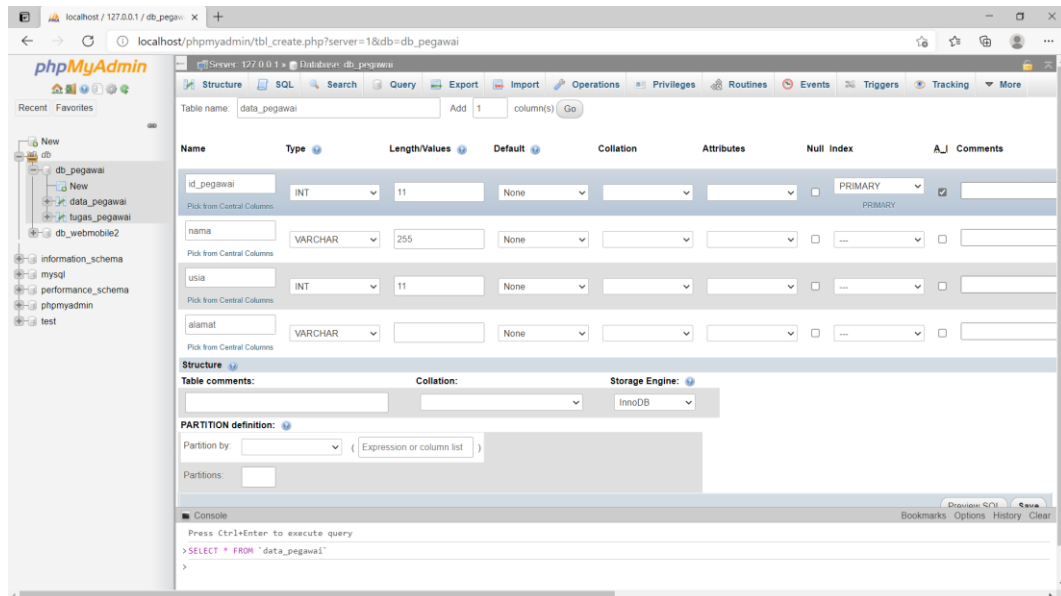 localhost / 127.0.0.1 / db_pegaw
localhost/phpmyadmin/tbl_create.php?server=1&db=db_pegawai
phpMyAdmin
Recent Favorites
New
db
db_pegawai
New
data_pegawai
tugas_pegawai
db_webmobile2
information_schema
mysql
performance_schema
phpmyadmin
test
Server: 127.0.0.1 » Database: db_pegawai
Structure SQL Search Query Export Import Operations Privileges Routines Events Triggers Tracking More
Table name: data_pegawai Add 1 column(s) Go
Name Type Length/Values Default Collation Attributes Null Index A_I Comments
id_pegawai INT 11 None PRIMARY
Pick from Central Columns PRIMARY
nama VARCHAR 255 None ---
Pick from Central Columns
usia INT 11 None ---
Pick from Central Columns
alamat VARCHAR None ---
Pick from Central Columns
Structure
Table comments: Collation: Storage Engine:
InnoDB
PARTITION definition:
Partition by: ( Expression or column list )
Partitions:
Preview SQL Save
Console Bookmarks Options History Clear
Press Ctrl+Enter to execute query
>SELECT * FROM `data_pegawai`
>